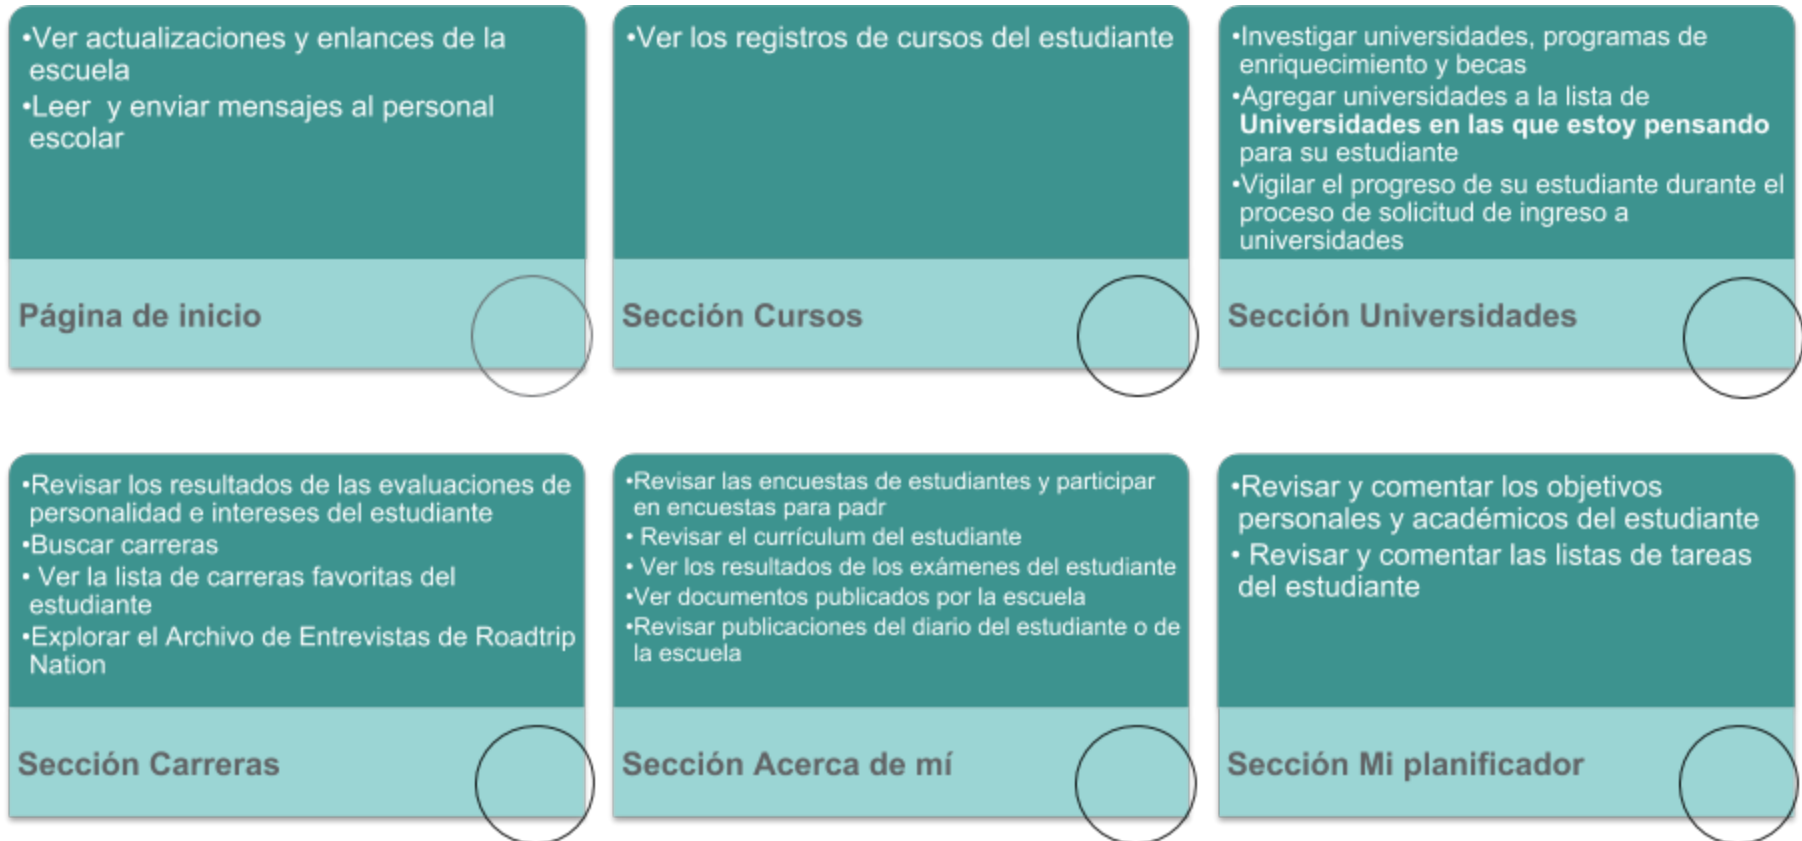 •Ver actualizaciones y enlances de la
escuela
•Leer y enviar mensajes al personal
escolar
Página de inicio
•Ver los registros de cursos del estudiante
Sección Cursos
•Investigar universidades, programas de
enriquecimiento y becas
•Agregar universidades a la lista de
Universidades en las que estoy pensando
para su estudiante
•Vigilar el progreso de su estudiante durante el
proceso de solicitud de ingreso a
universidades
Sección Universidades
•Revisar los resultados de las evaluaciones de
personalidad e intereses del estudiante
•Buscar carreras
• Ver la lista de carreras favoritas del
estudiante
•Explorar el Archivo de Entrevistas de Roadtrip
Nation
Sección Carreras
•Revisar las encuestas de estudiantes y participar
en encuestas para padr
• Revisar el currículum del estudiante
• Ver los resultados de los exámenes del estudiante
•Ver documentos publicados por la escuela
•Revisar publicaciones del diario del estudiante o de
la escuela
Sección Acerca de mí
•Revisar y comentar los objetivos
personales y académicos del estudiante
• Revisar y comentar las listas de tareas
del estudiante
Sección Mi planificador